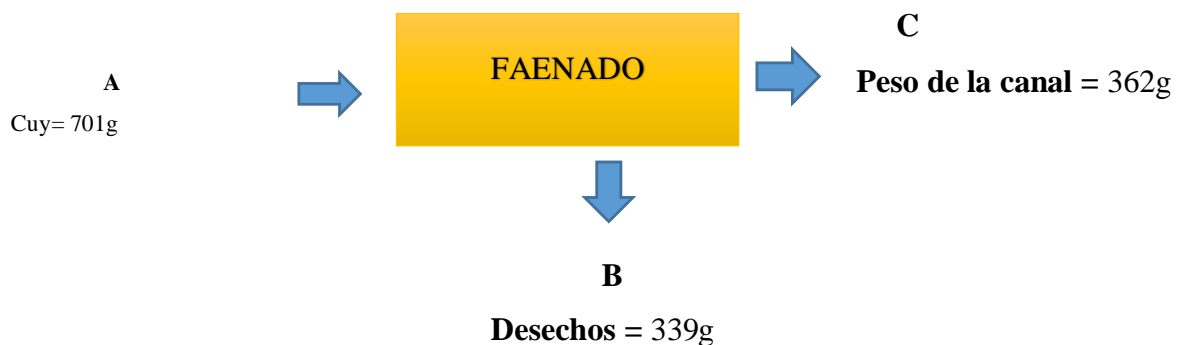 A
Cuy= 701g
FAENADO
C
Peso de la canal = 362g
B
Desechos = 339g